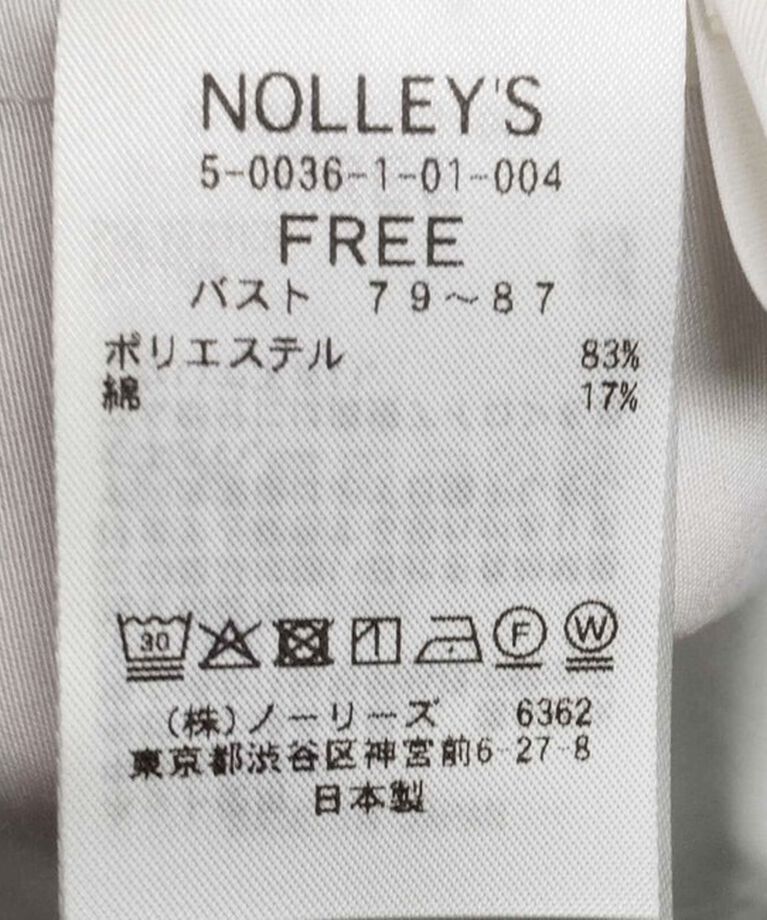 NOLLEY'S
5-0036-1-01-004
FREE
バスト 79～87
ポリエステル 83%
綿 17%
30 F W
(株)ノーリーズ 6362
東京都渋谷区神宮前6-27-8
日本製